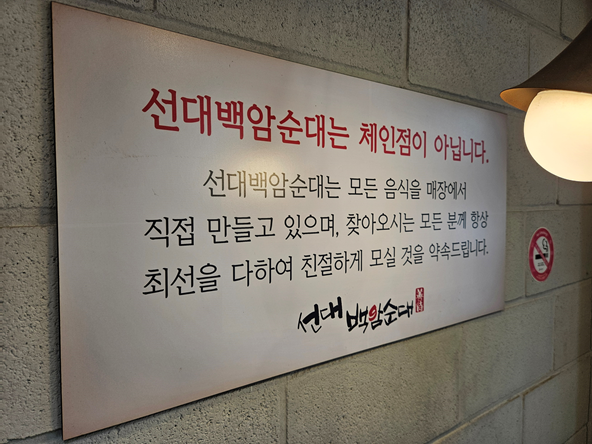 선대백암순대는 체인점이 아닙니다.
선대백암순대는 모든 음식을 매장에서
직접 만들고 있으며, 찾아오시는 모든 분께 항상
최선을 다하여 친절하게 모실 것을 약속드립니다.
선대 백암순대